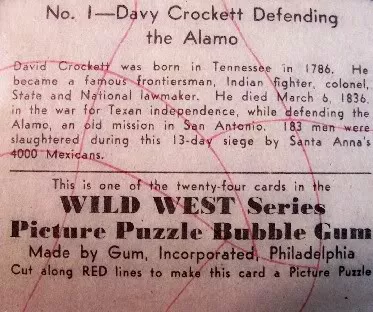 No. 1—Davy Crockett Defending
the Alamo
David Crockett was born in Tennessee in 1786. He
became a famous frontiersman, Indian fighter, colonel,
State and National lawmaker. He died March 6, 1836,
in the war for Texan independence, while defending the
Alamo, an old mission in San Antonio. 183 men were
slaughtered during this 13-day siege by Santa Anna's
4000 Mexicans.
This is one of the twenty-four cards in the
WILD WEST Series
Picture Puzzle Bubble Gum
Made by Gum, Incorporated, Philadelphia
Cut along RED lines to make this card a Picture Puzzle